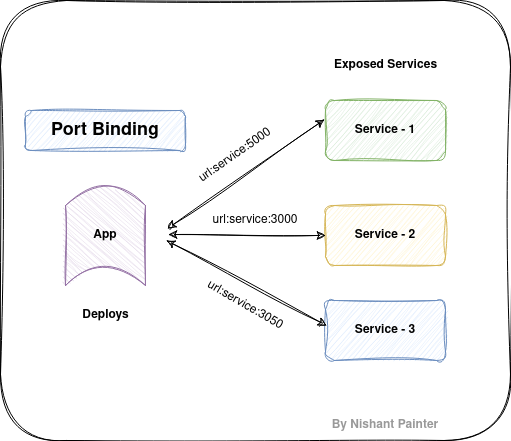 Exposed Services
Port Binding
url:service:5000
Service - 1
App
url:service:3000
Service - 2
Deploys
url:service:3050
Service - 3
By Nishant Painter